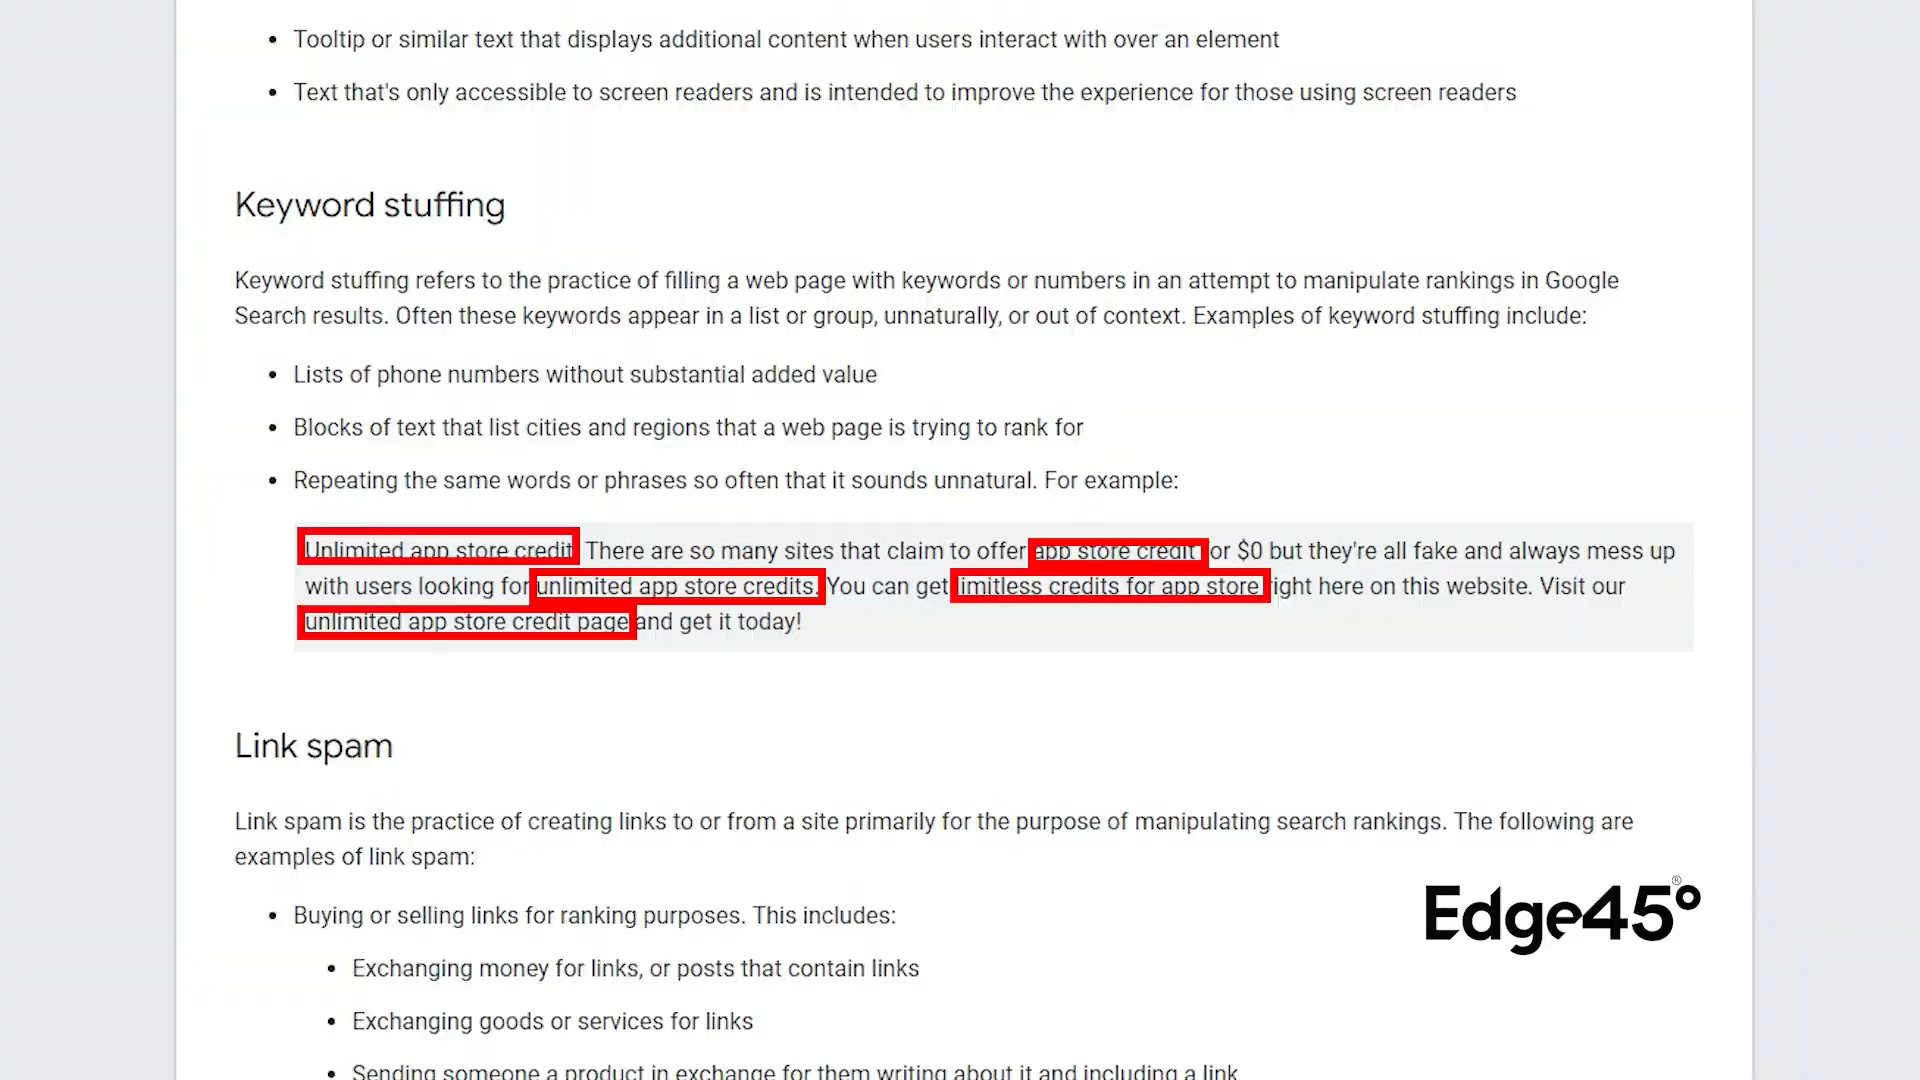 • Tooltip or similar text that displays additional content when users interact with over an element
• Text that's only accessible to screen readers and is intended to improve the experience for those using screen readers
Keyword stuffing
Keyword stuffing refers to the practice of filling a web page with keywords or numbers in an attempt to manipulate rankings in Google
Search results. Often these keywords appear in a list or group, unnaturally, or out of context. Examples of keyword stuffing include:
• Lists of phone numbers without substantial added value
• Blocks of text that list cities and regions that a web page is trying to rank for
• Repeating the same words or phrases so often that it sounds unnatural. For example:
Unlimited app store credit. There are so many sites that claim to offer app store credit for $0 but they're all fake and always mess up
with users looking for unlimited app store credits. You can get limitless credits for app store right here on this website. Visit our
unlimited app store credit page and get it today!
Link spam
Link spam is the practice of creating links to or from a site primarily for the purpose of manipulating search rankings. The following are
examples of link spam:
• Buying or selling links for ranking purposes. This includes:
• Exchanging money for links, or posts that contain links
Edge45°®
• Exchanging goods or services for links
• Sending someone a product in exchange for them writing about it and including a link